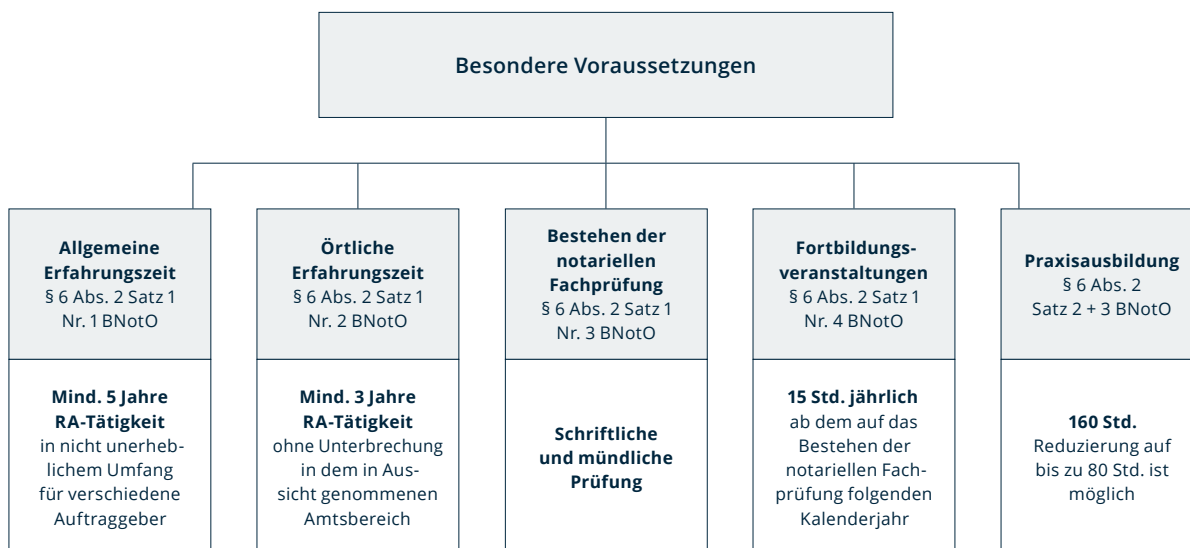 Besondere Voraussetzungen
Allgemeine
Erfahrungszeit
§ 6 Abs. 2 Satz 1
Nr. 1 BNotO
Mind. 5 Jahre
RA-Tätigkeit
in nicht unerheb-
lichem Umfang
für verschiedene
Auftraggeber
Örtliche
Erfahrungszeit
§ 6 Abs. 2 Satz 1
Nr. 2 BNotO
Mind. 3 Jahre
RA-Tätigkeit
ohne Unterbrechung
in dem in Aus-
sicht genommenen
Amtsbereich
Bestehen der
notariellen
Fachprüfung
§ 6 Abs. 2 Satz 1
Nr. 3 BNotO
Schriftliche
und mündliche
Prüfung
Fortbildungs-
veranstaltungen
§ 6 Abs. 2 Satz 1
Nr. 4 BNotO
15 Std. jährlich
ab dem auf das
Bestehen der
notariellen Fach-
prüfung folgenden
Kalenderjahr
Praxisausbildung
§ 6 Abs. 2
Satz 2 + 3 BNotO
160 Std.
Reduzierung auf
bis zu 80 Std. ist
möglich